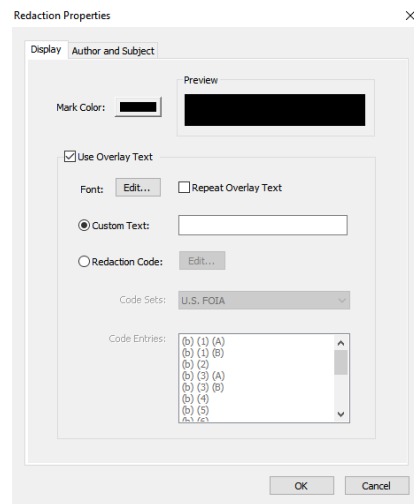 Redaction Properties
Display
Author and Subject
Preview
Mark Color:
Use Overlay Text
Font:
Edit...
Repeat Overlay Text
Custom Text:
Redaction Code:
Edit...
Code Sets:
U.S. FOIA
Code Entries:
(b) (1) (A)
(b) (1) (B)
(b) (2)
(b) (3) (A)
(b) (3) (B)
(b) (4)
(b) (5)
OK
Cancel